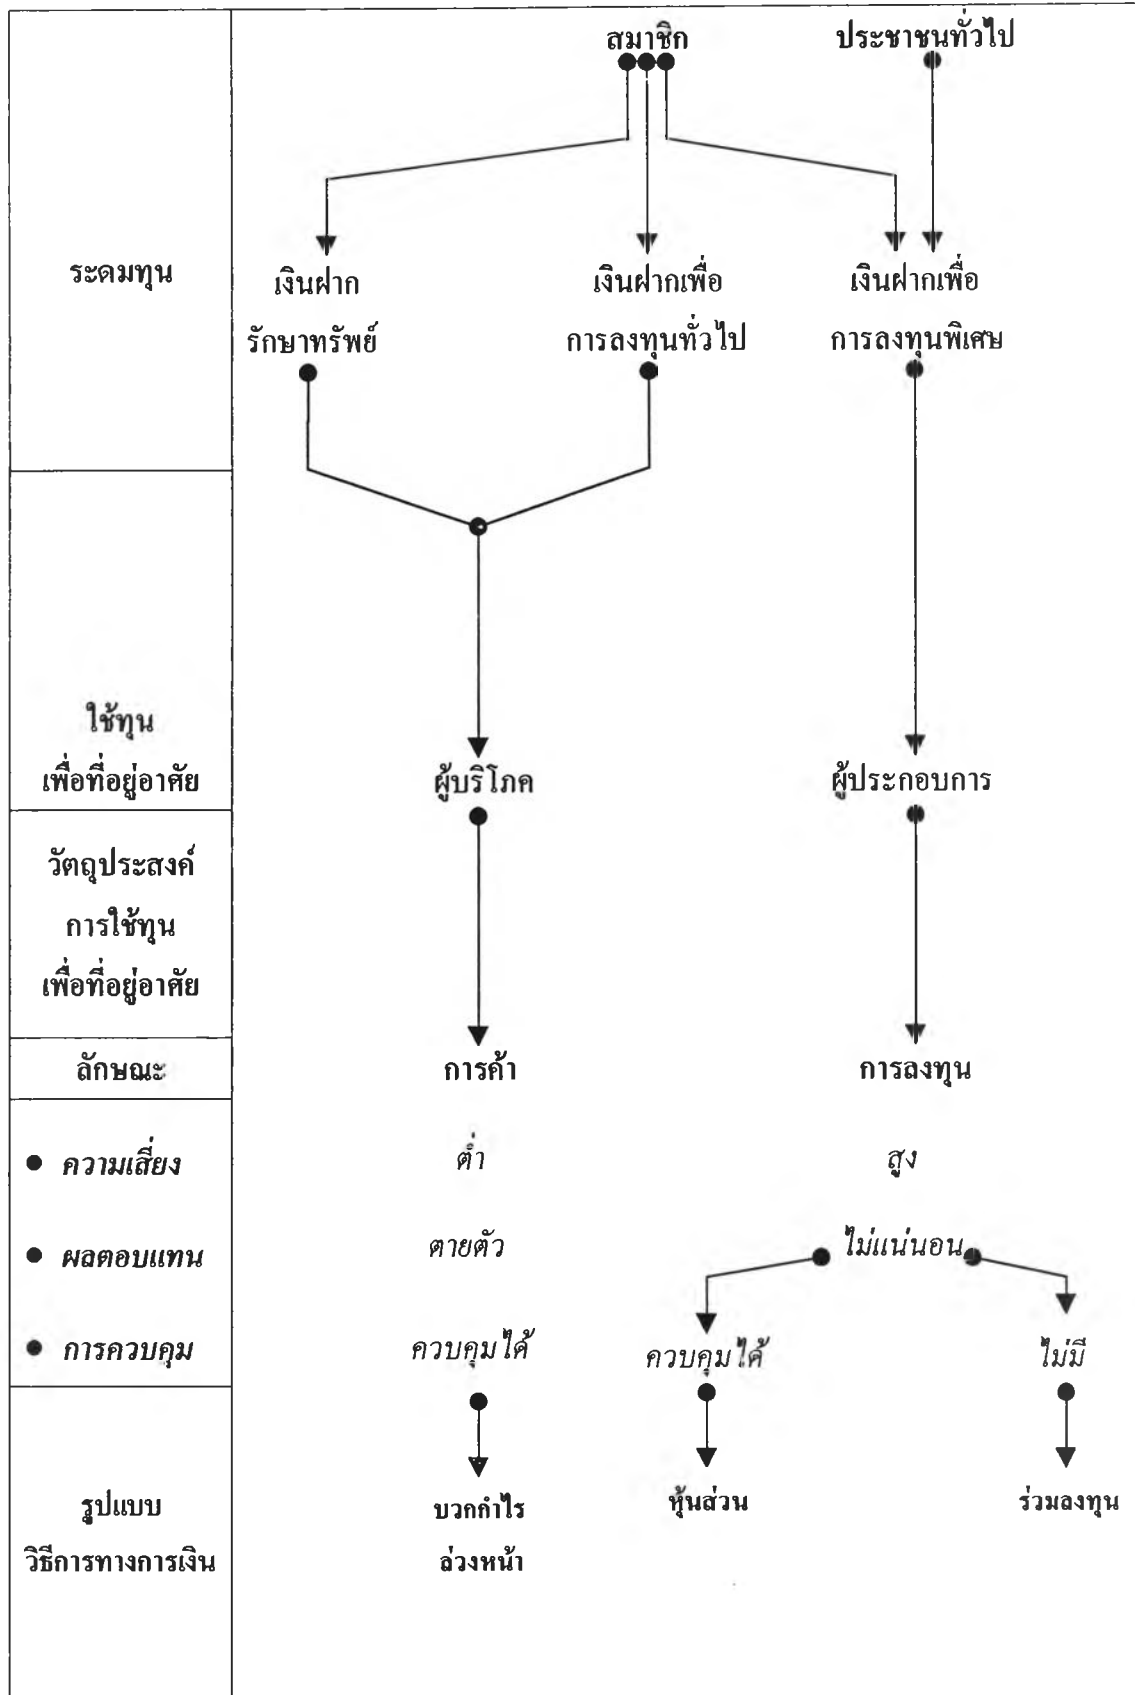 สมาชิก ประชาชนทั่วไป
ระดมทุน
เงินฝาก เงินฝากเพื่อ เงินฝากเพื่อ
รักษาทรัพย์ การลงทุนทั่วไป การลงทุนพิเศษ
ใช้ทุน
เพื่อที่อยู่อาศัย ผู้บริโภค ผู้ประกอบการ
วัตถุประสงค์
การใช้ทุน
เพื่อที่อยู่อาศัย
ลักษณะ การค้า การลงทุน
● ความเสี่ยง ต่ำ สูง
● ผลตอบแทน ตายตัว ไม่แน่นอน
● การควบคุม ควบคุมได้ ควบคุมได้ ไม่มี
รูปแบบ บวกกำไร หุ้นส่วน ร่วมลงทุน
วิธีการทางการเงิน ล่วงหน้า